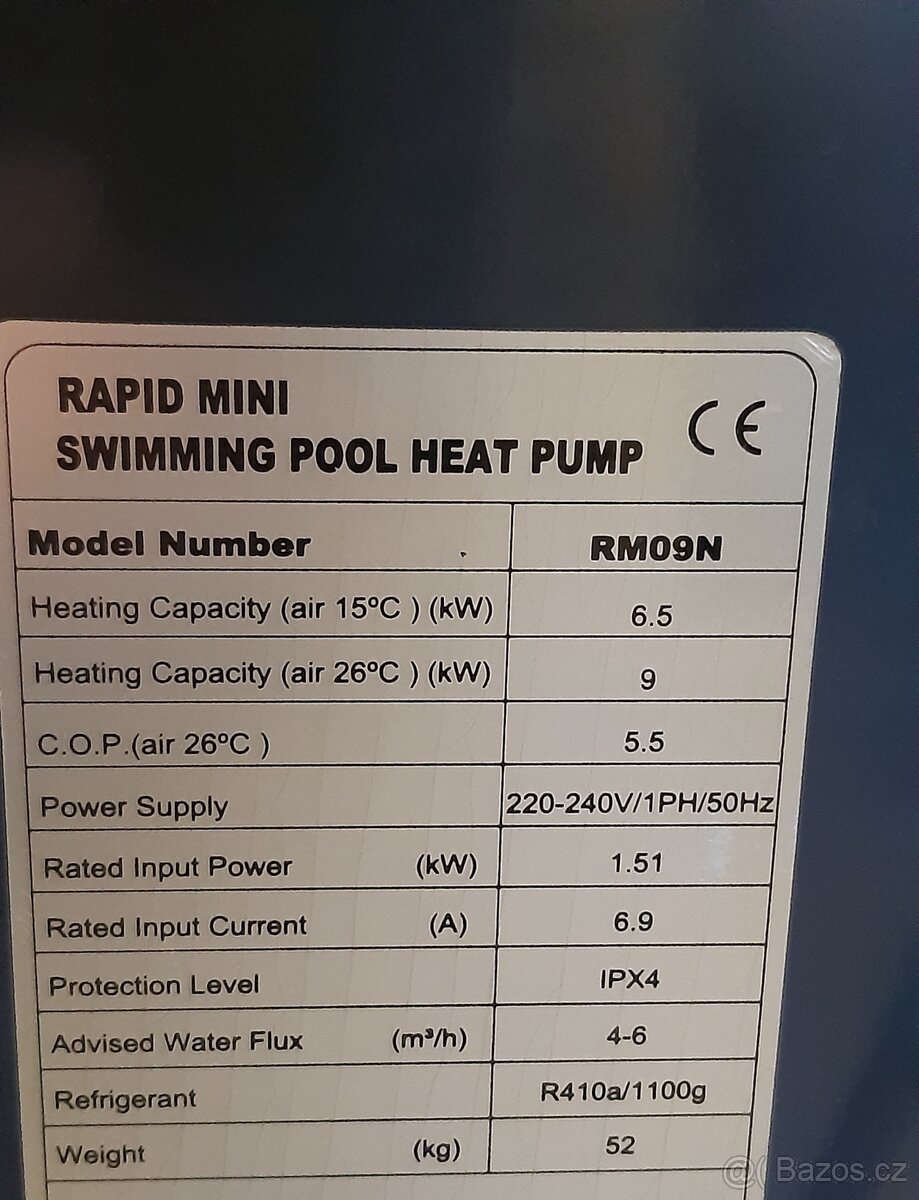 RAPID MINI
SWIMMING POOL HEAT PUMP CE
Model Number RM09N
Heating Capacity (air 15ºC ) (kW) 6.5
Heating Capacity (air 26ºC ) (kW) 9
C.O.P.(air 26ºC ) 5.5
Power Supply 220-240V/1PH/50Hz
Rated Input Power (kW) 1.51
Rated Input Current (A) 6.9
Protection Level IPX4
Advised Water Flux (m³/h) 4-6
Refrigerant R410a/1100g
Weight (kg) 52
Bazos.cz